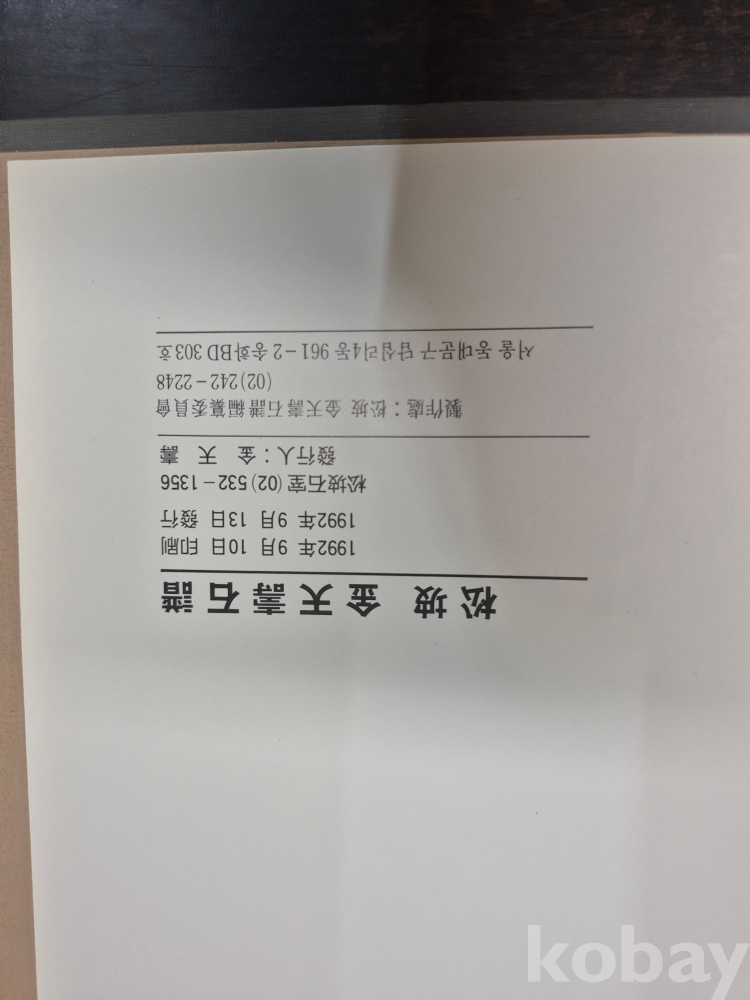 松坡 金天壽石譜
1992年 9月 10日 印刷
1992年 9月 13日 發行
松坡石室 (02) 532-1356
發行人 : 金 天 壽
製作處 : 松坡 金天壽石譜編纂委員會
(02) 242-2248
서울 동대문구 답십리4동 961-2 송화BD 303호
kobay